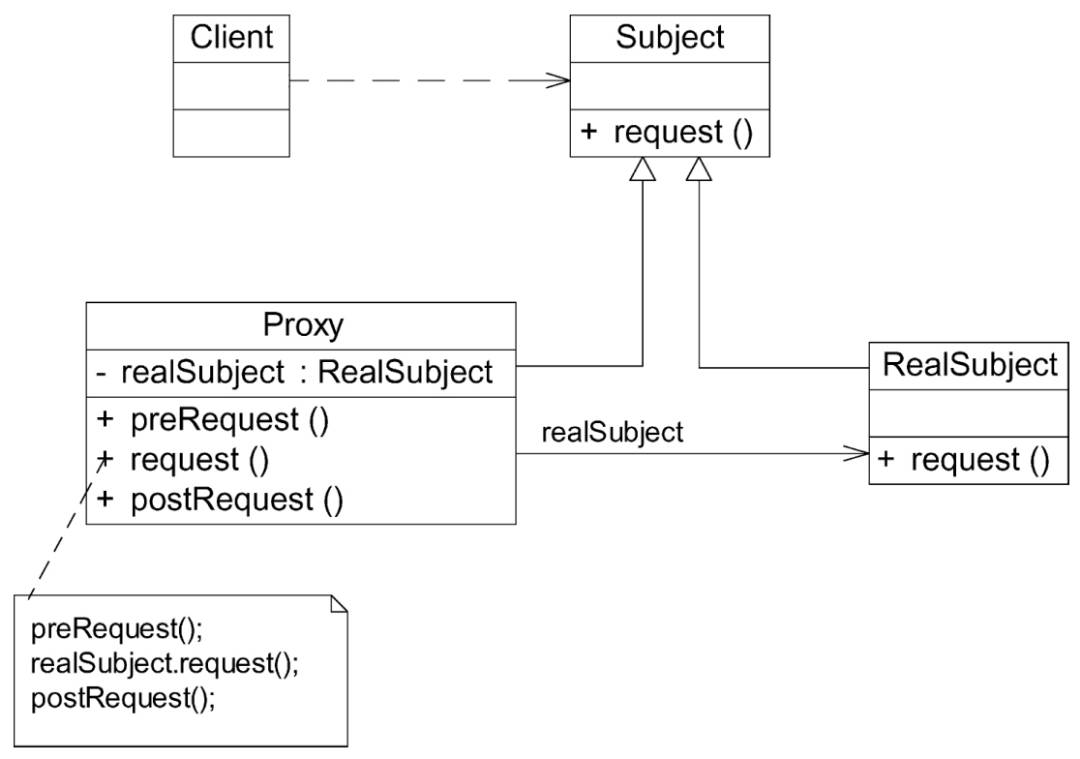 Client
Subject
+ request ()
Proxy
- realSubject : RealSubject
+ preRequest ()
+ request ()
+ postRequest ()
realSubject
RealSubject
+ request ()
preRequest();
realSubject.request();
postRequest();